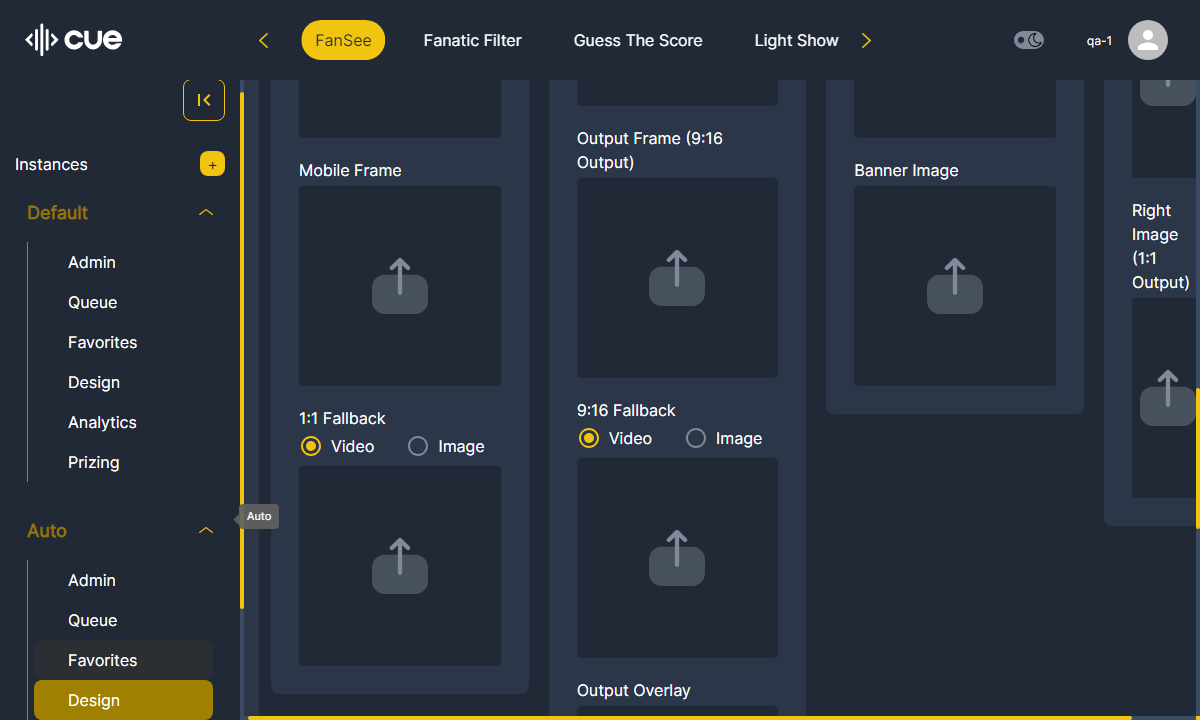 cue
FanSee
Fanatic Filter
Guess The Score
Light Show
qa-1
Instances
+
Default
Admin
Queue
Favorites
Design
Analytics
Prizing
Auto
Admin
Queue
Favorites
Design
Auto
Mobile Frame
1:1 Fallback
Video
Image
Output Frame (9:16
Output)
9:16 Fallback
Video
Image
Output Overlay
Banner Image
Right
Image
(1:1
Output)